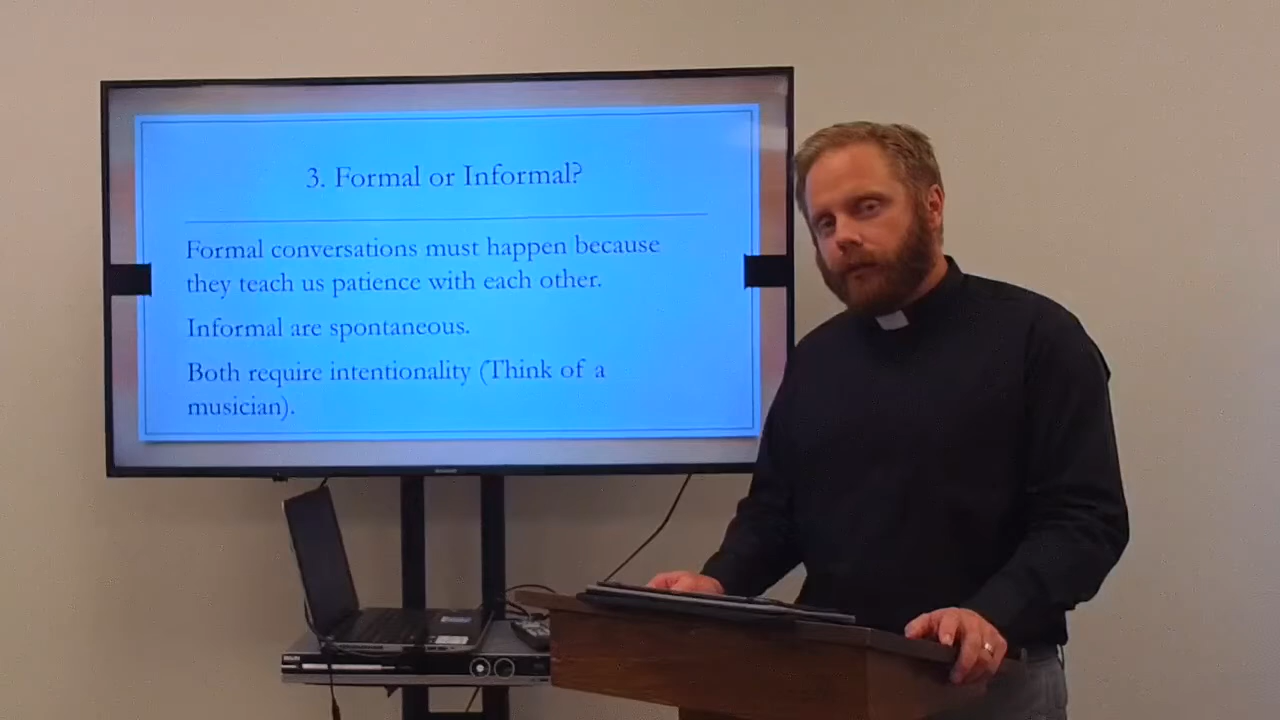 3. Formal or Informal?
Formal conversations must happen because
they teach us patience with each other.
Informal are spontaneous.
Both require intentionality (Think of a
musician).